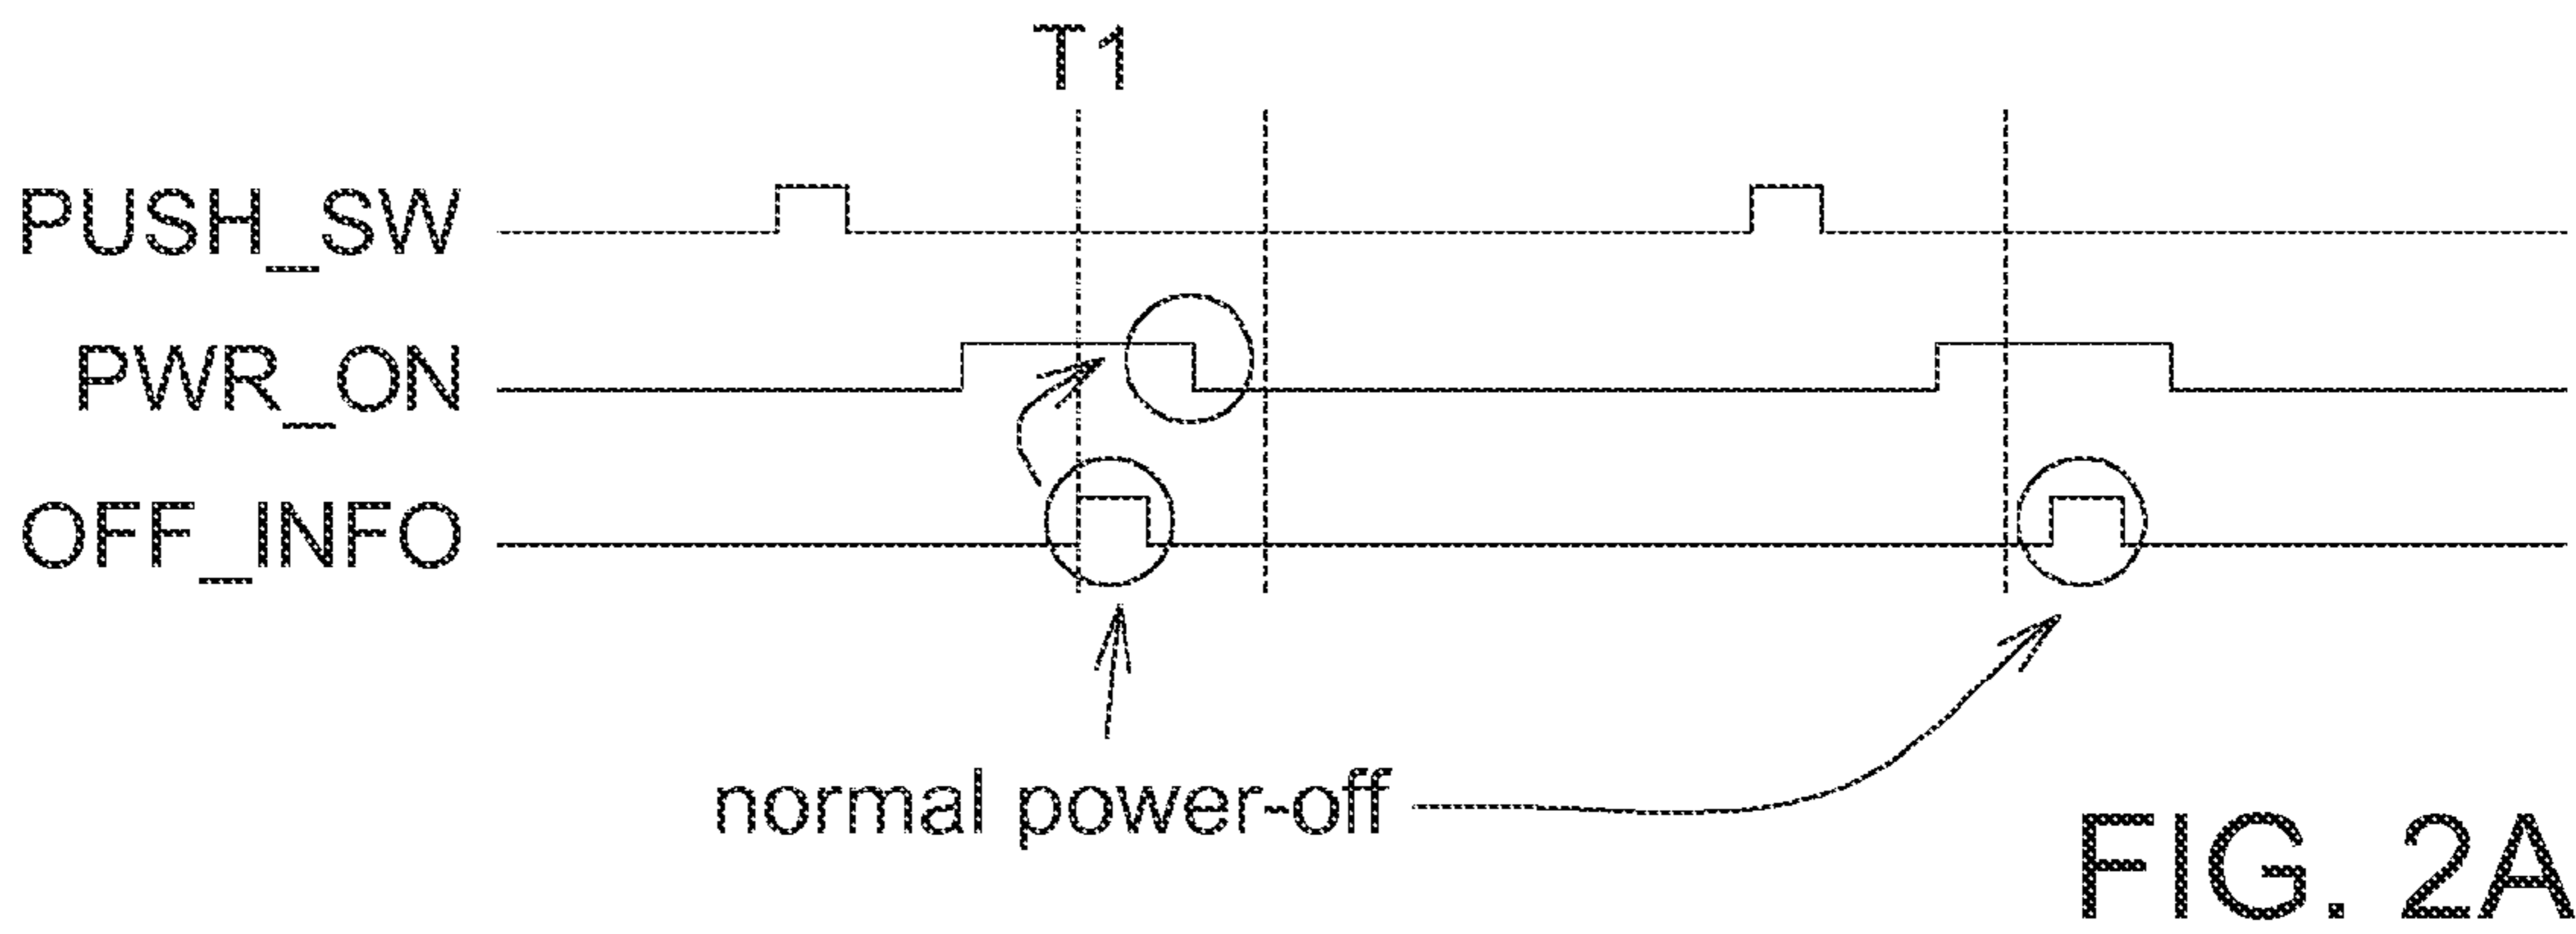 T1
PUSH_SW
PWR_ON
OFF_INFO
normal power-off
FIG. 2A